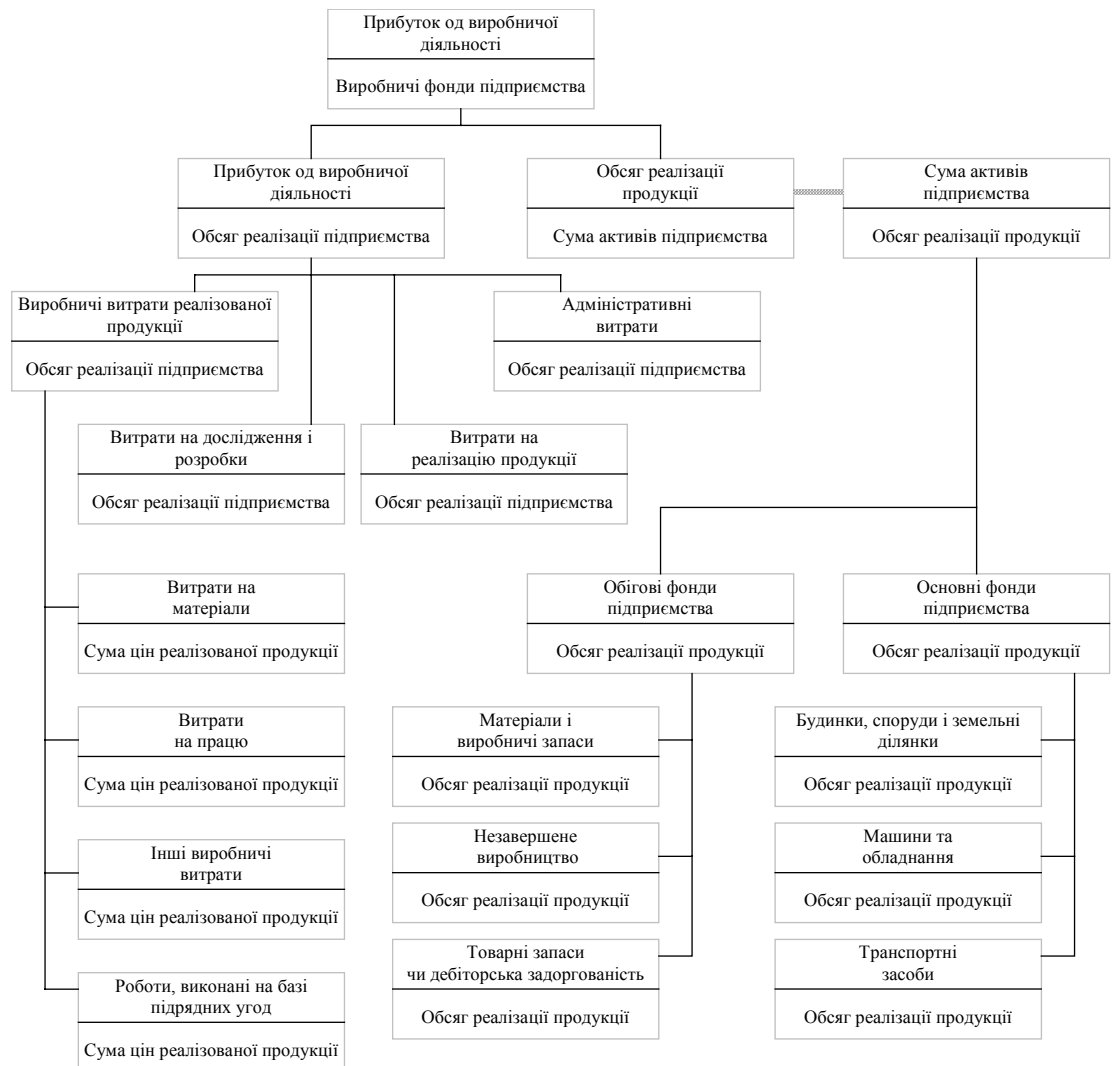 Прибуток од виробничої
діяльності
Виробничі фонди підприємства
Прибуток од виробничої
діяльності
Обсяг реалізації підприємства
Обсяг реалізації
продукції
Сума активів підприємства
Сума активів
підприємства
Обсяг реалізації продукції
Виробничі витрати реалізованої
продукції
Обсяг реалізації підприємства
Адміністративні
витрати
Обсяг реалізації підприємства
Витрати на дослідження і
розробки
Обсяг реалізації підприємства
Витрати на
реалізацію продукції
Обсяг реалізації підприємства
Витрати на
матеріали
Сума цін реалізованої продукції
Обігові фонди
підприємства
Обсяг реалізації продукції
Основні фонди
підприємства
Обсяг реалізації продукції
Витрати
на працю
Сума цін реалізованої продукції
Матеріали і
виробничі запаси
Обсяг реалізації продукції
Будинки, споруди і земельні
ділянки
Обсяг реалізації продукції
Інші виробничі
витрати
Сума цін реалізованої продукції
Незавершене
виробництво
Обсяг реалізації продукції
Машини та
обладнання
Обсяг реалізації продукції
Роботи, виконані на базі
підрядних угод
Сума цін реалізованої продукції
Товарні запаси
чи дебіторська задоргованість
Обсяг реалізації продукції
Транспортні
засоби
Обсяг реалізації продукції